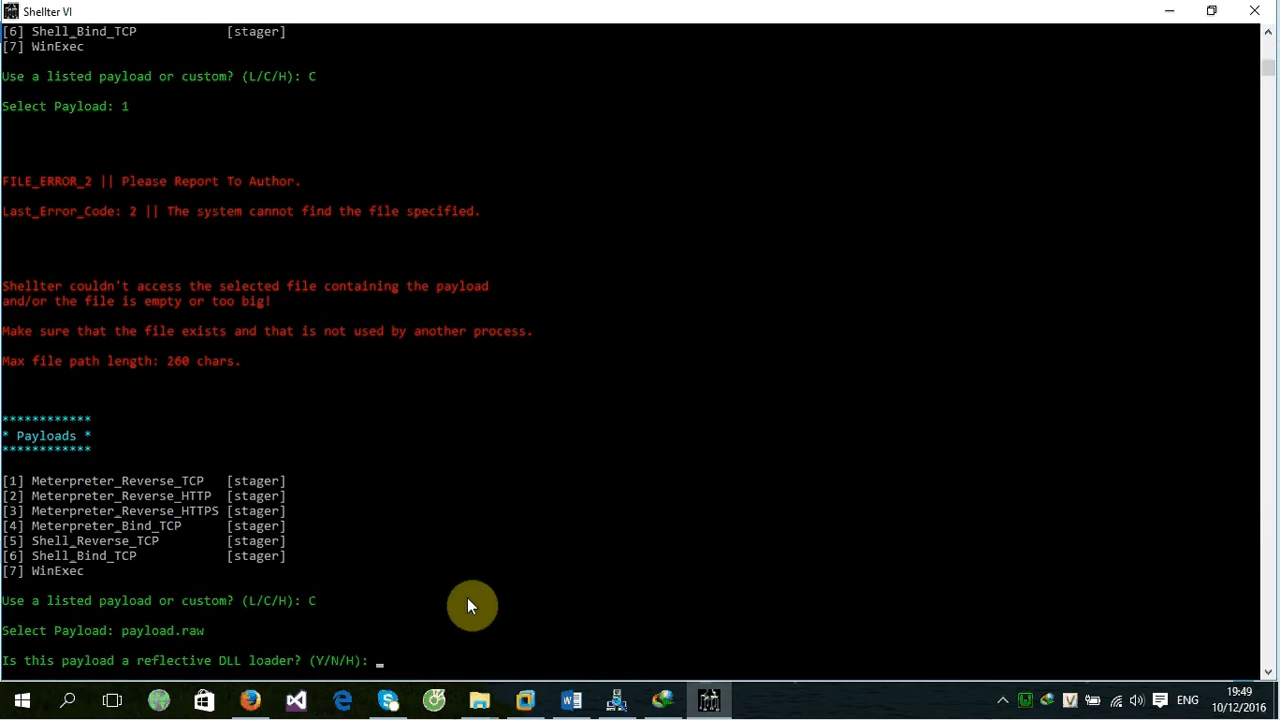 Shellter VI
[6] Shell_Bind_TCP [stager]
[7] WinExec
Use a listed payload or custom? (L/C/H): C
Select Payload: 1
FILE_ERROR_2 || Please Report To Author.
Last_Error_Code: 2 || The system cannot find the file specified.
Shellter couldn't access the selected file containing the payload
and/or the file is empty or too big!
Make sure that the file exists and that is not used by another process.
Max file path length: 260 chars.
************
* Payloads *
************
[1] Meterpreter_Reverse_TCP [stager]
[2] Meterpreter_Reverse_HTTP [stager]
[3] Meterpreter_Reverse_HTTPS [stager]
[4] Meterpreter_Bind_TCP [stager]
[5] Shell_Reverse_TCP [stager]
[6] Shell_Bind_TCP [stager]
[7] WinExec
Use a listed payload or custom? (L/C/H): C
Select Payload: payload.raw
Is this payload a reflective DLL loader? (Y/N/H): _
ENG
19:49
10/12/2016